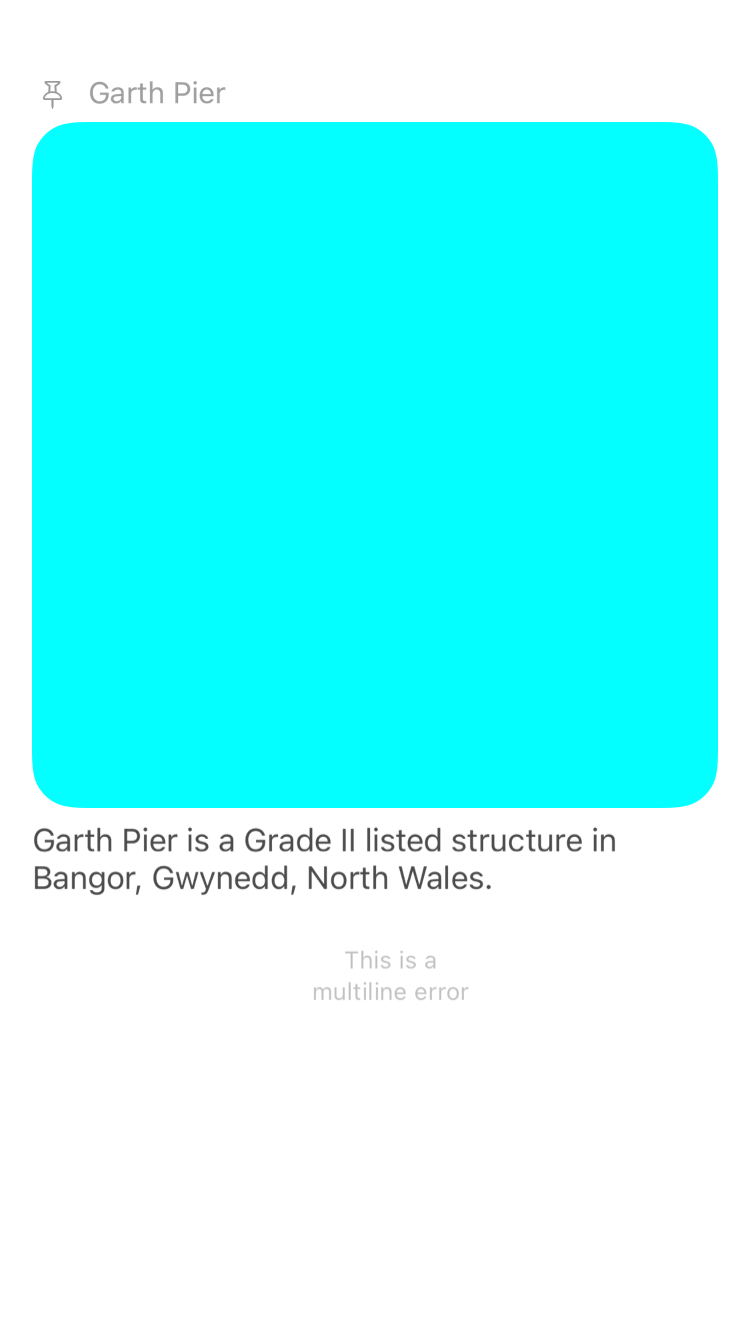 Garth Pier
Garth Pier is a Grade II listed structure in
Bangor, Gwynedd, North Wales.
This is a
multiline error